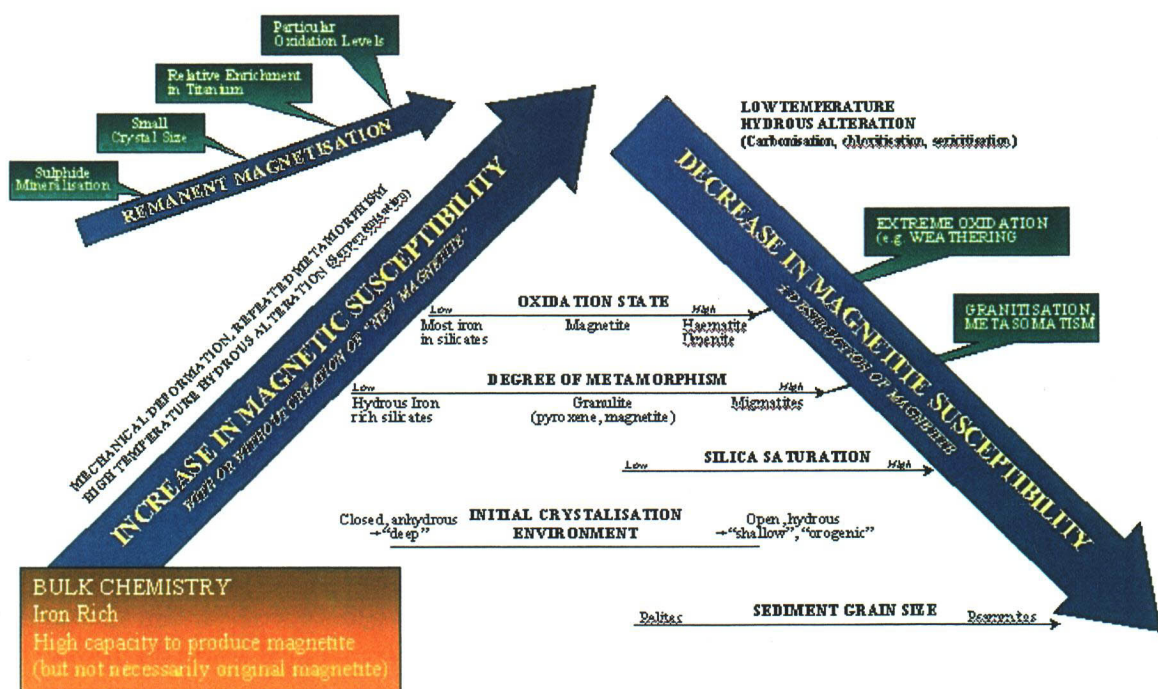 Particular
Oxidation Levels
Relative Enrichment
in Titanium
Small
Crystal Size
Sulphide
Mineralisation
REMANENT MAGNETISATION
MECHANICAL DEFORMATION, REPEATED METAMORPHISM
HIGH TEMPERATURE HYDROUS ALTERATION (Serpentinisation)
INCREASE IN MAGNETIC SUSCEPTIBILITY
WITH OR WITHOUT CREATION OF "NEW MAGNETITE"
BULK CHEMISTRY
Iron Rich
High capacity to produce magnetite
(but not necessarily original magnetite)
LOW TEMPERATURE
HYDROUS ALTERATION
(Carbonisation, chloritisation, sericitisation)
DECREASE IN MAGNETITE SUSCEPTIBILITY
DESTRUCTION OF MAGNETITE
EXTREME OXIDATION
(e.g. WEATHERING
GRANITISATION,
METASOMATISM
OXIDATION STATE
Low High
Most iron Magnetite Haematite
in silicates Ilmenite
DEGREE OF METAMORPHISM
Low High
Hydrous Iron Granulite Migmatites
rich silicates (pyroxene, magnetite)
SILICA SATURATION
Low High
Closed, anhydrous INITIAL CRYSTALISATION Open, hydrous
→"deep" ENVIRONMENT →"shallow", "orogenic"
Pelites SEDIMENT GRAIN SIZE Psammites